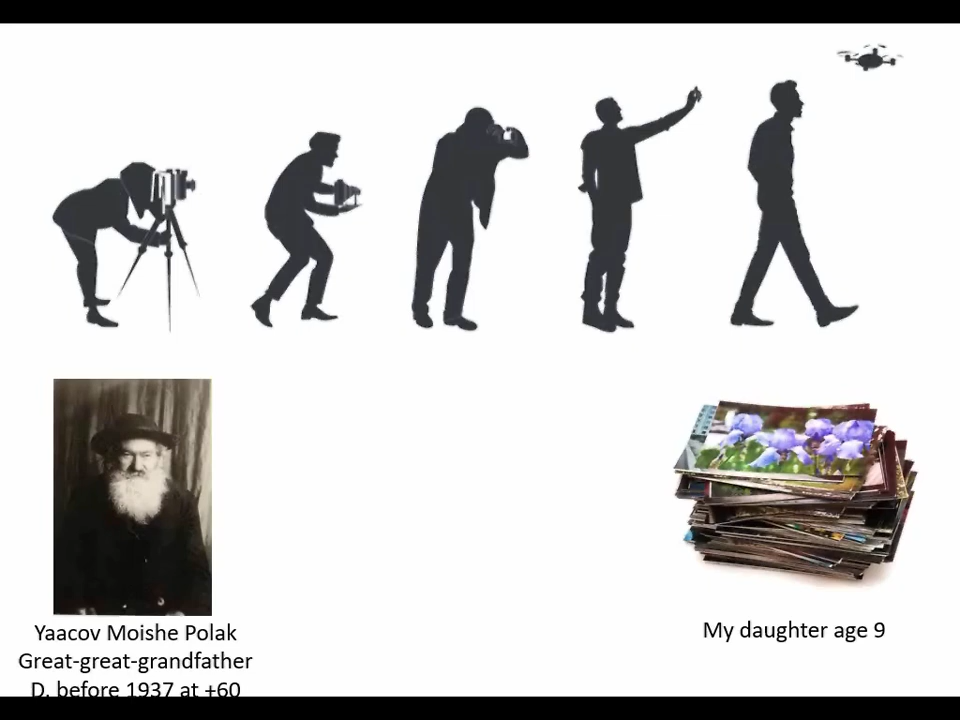 Yaacov Moishe Polak
Great-great-grandfather
D. before 1937 at +60
My daughter age 9